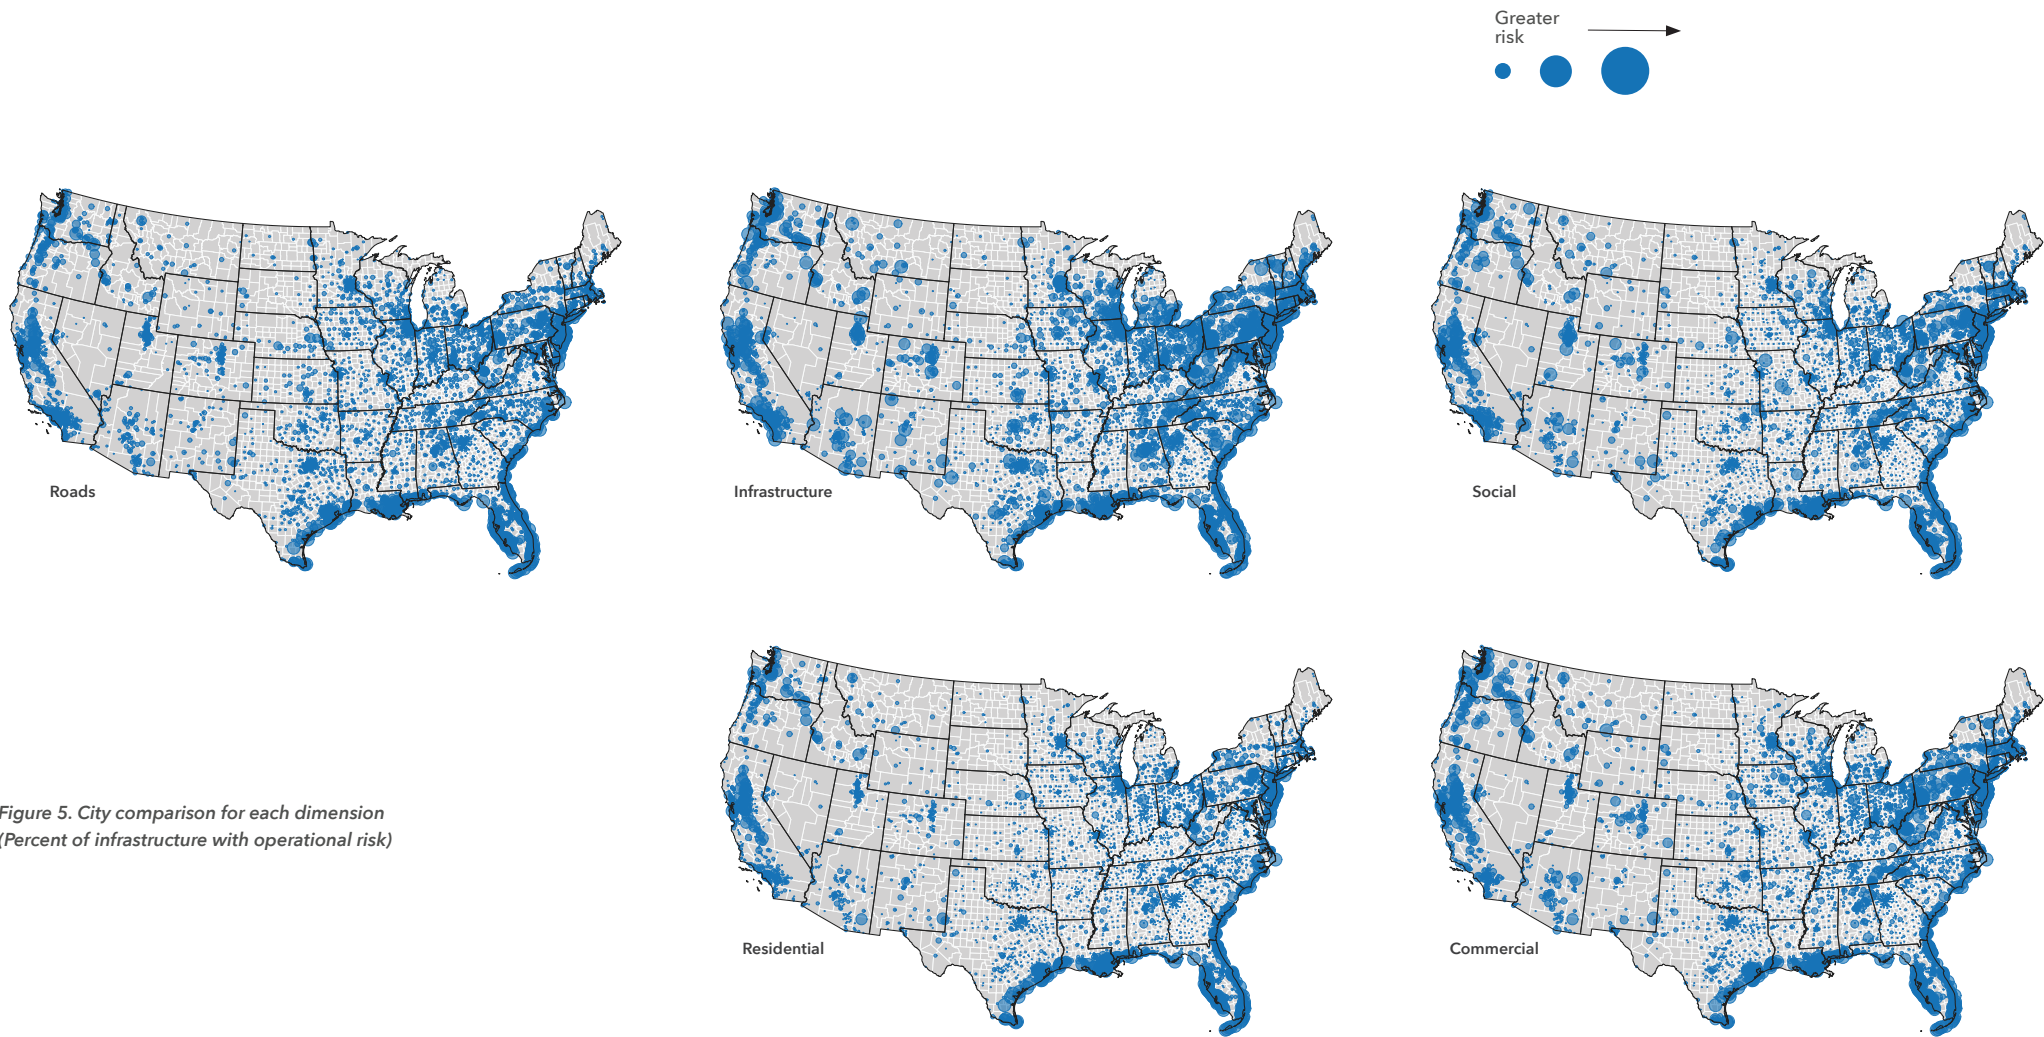 Greater
risk
Roads
Infrastructure
Social
Residential
Commercial
Figure 5. City comparison for each dimension
(Percent of infrastructure with operational risk)